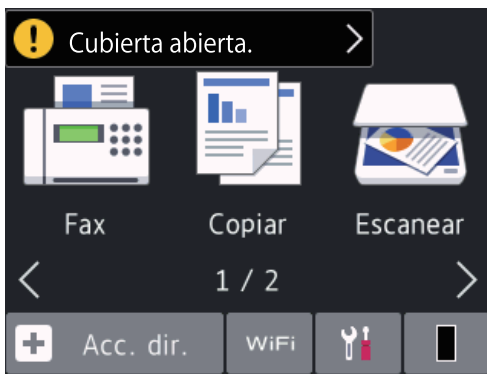 Cubierta abierta.
Fax
Copiar
Escanear
1 / 2
Acc. dir.
WiFi